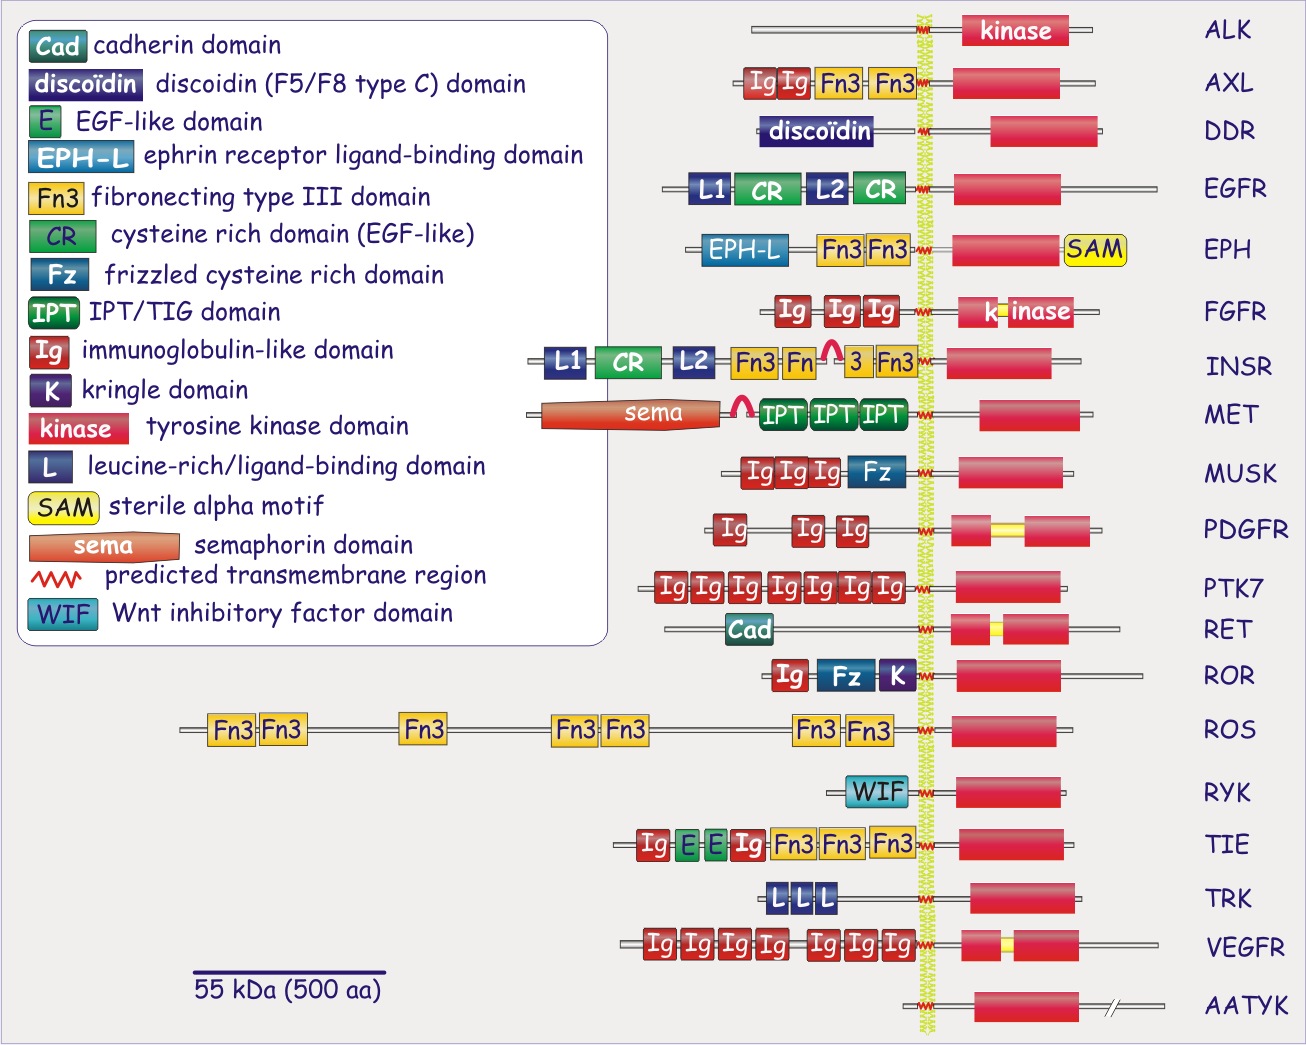 Cad cadherin domain
discoïdin discoidin (F5/F8 type C) domain
E EGF-like domain
EPH-L ephrin receptor ligand-binding domain
Fn3 fibronecting type III domain
CR cysteine rich domain (EGF-like)
Fz frizzled cysteine rich domain
IPT IPT/TIG domain
Ig immunoglobulin-like domain
K kringle domain
kinase tyrosine kinase domain
L leucine-rich/ligand-binding domain
SAM sterile alpha motif
sema semaphorin domain
predicted transmembrane region
WIF Wnt inhibitory factor domain
kinase ALK
Ig Ig Fn3 Fn3 AXL
discoïdin DDR
L1 CR L2 CR EGFR
EPH-L Fn3 Fn3 SAM EPH
Ig Ig Ig k inase FGFR
L1 CR L2 Fn3 Fn 3 Fn3 INSR
sema IPT IPT IPT MET
Ig Ig Ig Fz MUSK
Ig Ig Ig PDGFR
Ig Ig Ig Ig Ig Ig Ig PTK7
Cad RET
Ig Fz K ROR
Fn3 Fn3 Fn3 Fn3 Fn3 Fn3 Fn3 ROS
WIF RYK
Ig E E Ig Fn3 Fn3 Fn3 TIE
L L L TRK
Ig Ig Ig Ig Ig Ig Ig VEGFR
AATYK
55 kDa (500 aa)